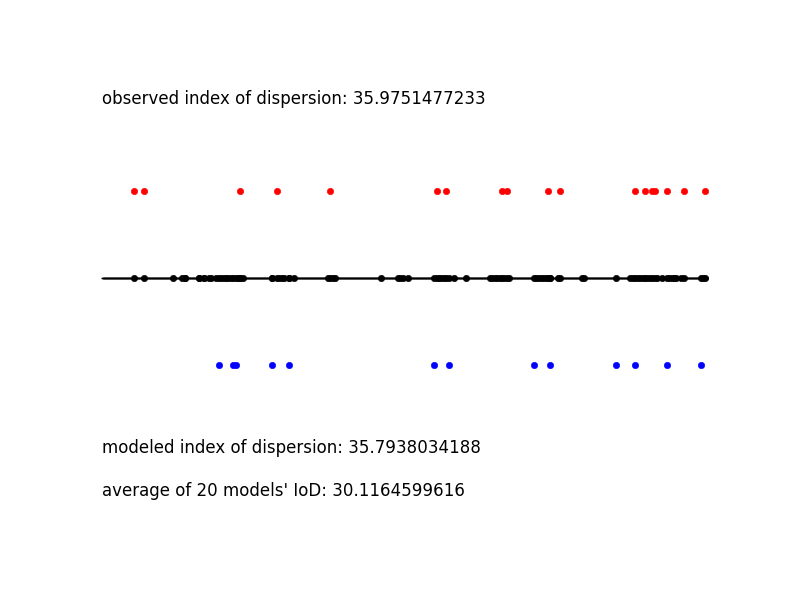 observed index of dispersion: 35.9751477233
modeled index of dispersion: 35.7938034188
average of 20 models' IoD: 30.1164599616